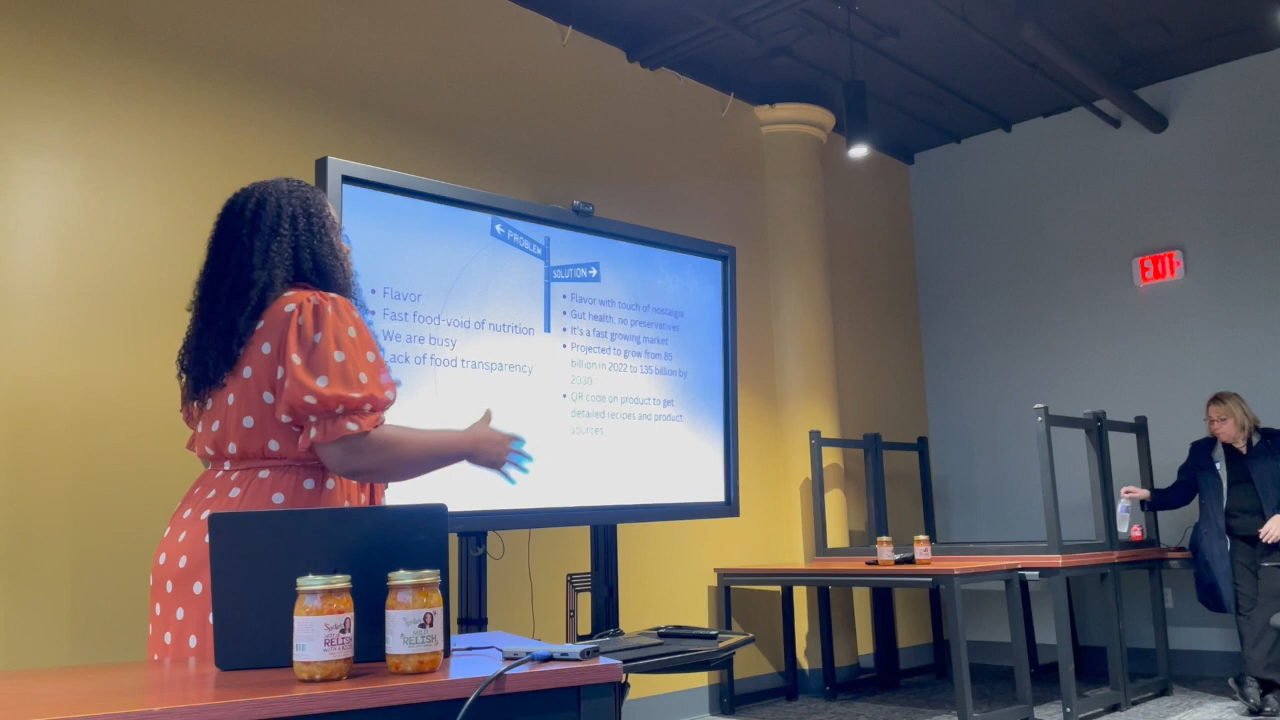 PROBLEM
SOLUTION
• Flavor
• Fast food-void of nutrition
We are busy
Lack of food transparency
• Flavor with touch of nostalgia
• Gut health, no preservatives
• It's a fast growing market
• Projected to grow from 85
billion in 2022 to 135 billion by
2030
• QR code on product to get
detailed recipes and product
sources
EXIT
RELISH
RELISH